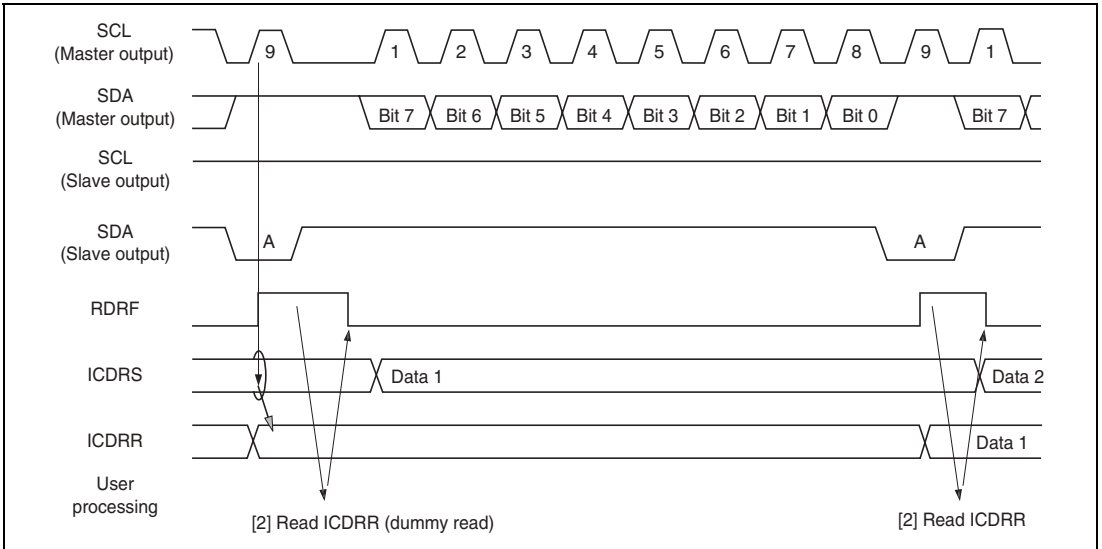 SCL
(Master output)
9 1 2 3 4 5 6 7 8 9 1
SDA
(Master output)
Bit 7 Bit 6 Bit 5 Bit 4 Bit 3 Bit 2 Bit 1 Bit 0 Bit 7
SCL
(Slave output)
SDA
(Slave output)
A A
RDRF
ICDRS
Data 1 Data 2
ICDRR
Data 1
User
processing
[2] Read ICDRR (dummy read) [2] Read ICDRR